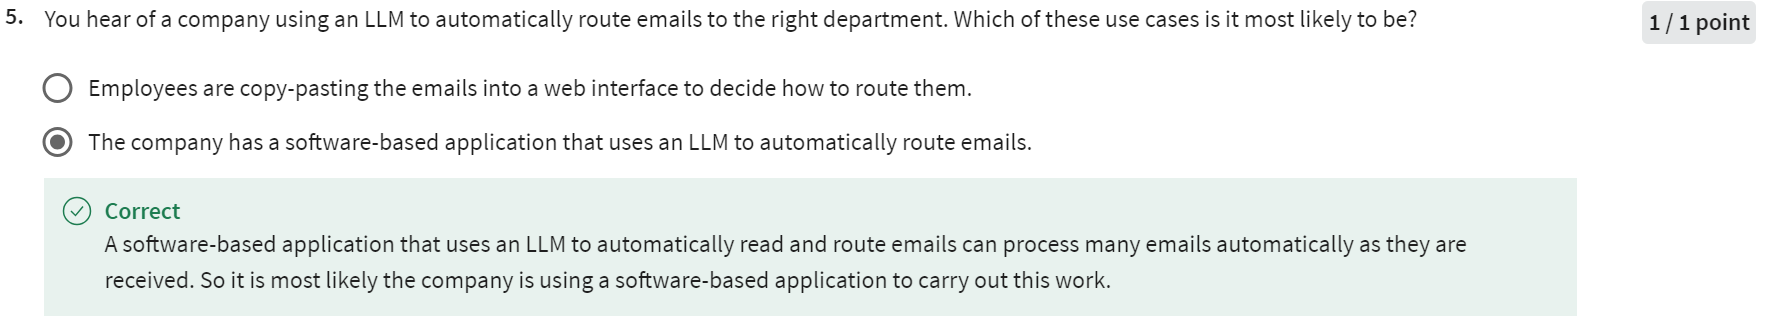 5. You hear of a company using an LLM to automatically route emails to the right department. Which of these use cases is it most likely to be?
1 / 1 point
Employees are copy-pasting the emails into a web interface to decide how to route them.
The company has a software-based application that uses an LLM to automatically route emails.
Correct
A software-based application that uses an LLM to automatically read and route emails can process many emails automatically as they are
received. So it is most likely the company is using a software-based application to carry out this work.